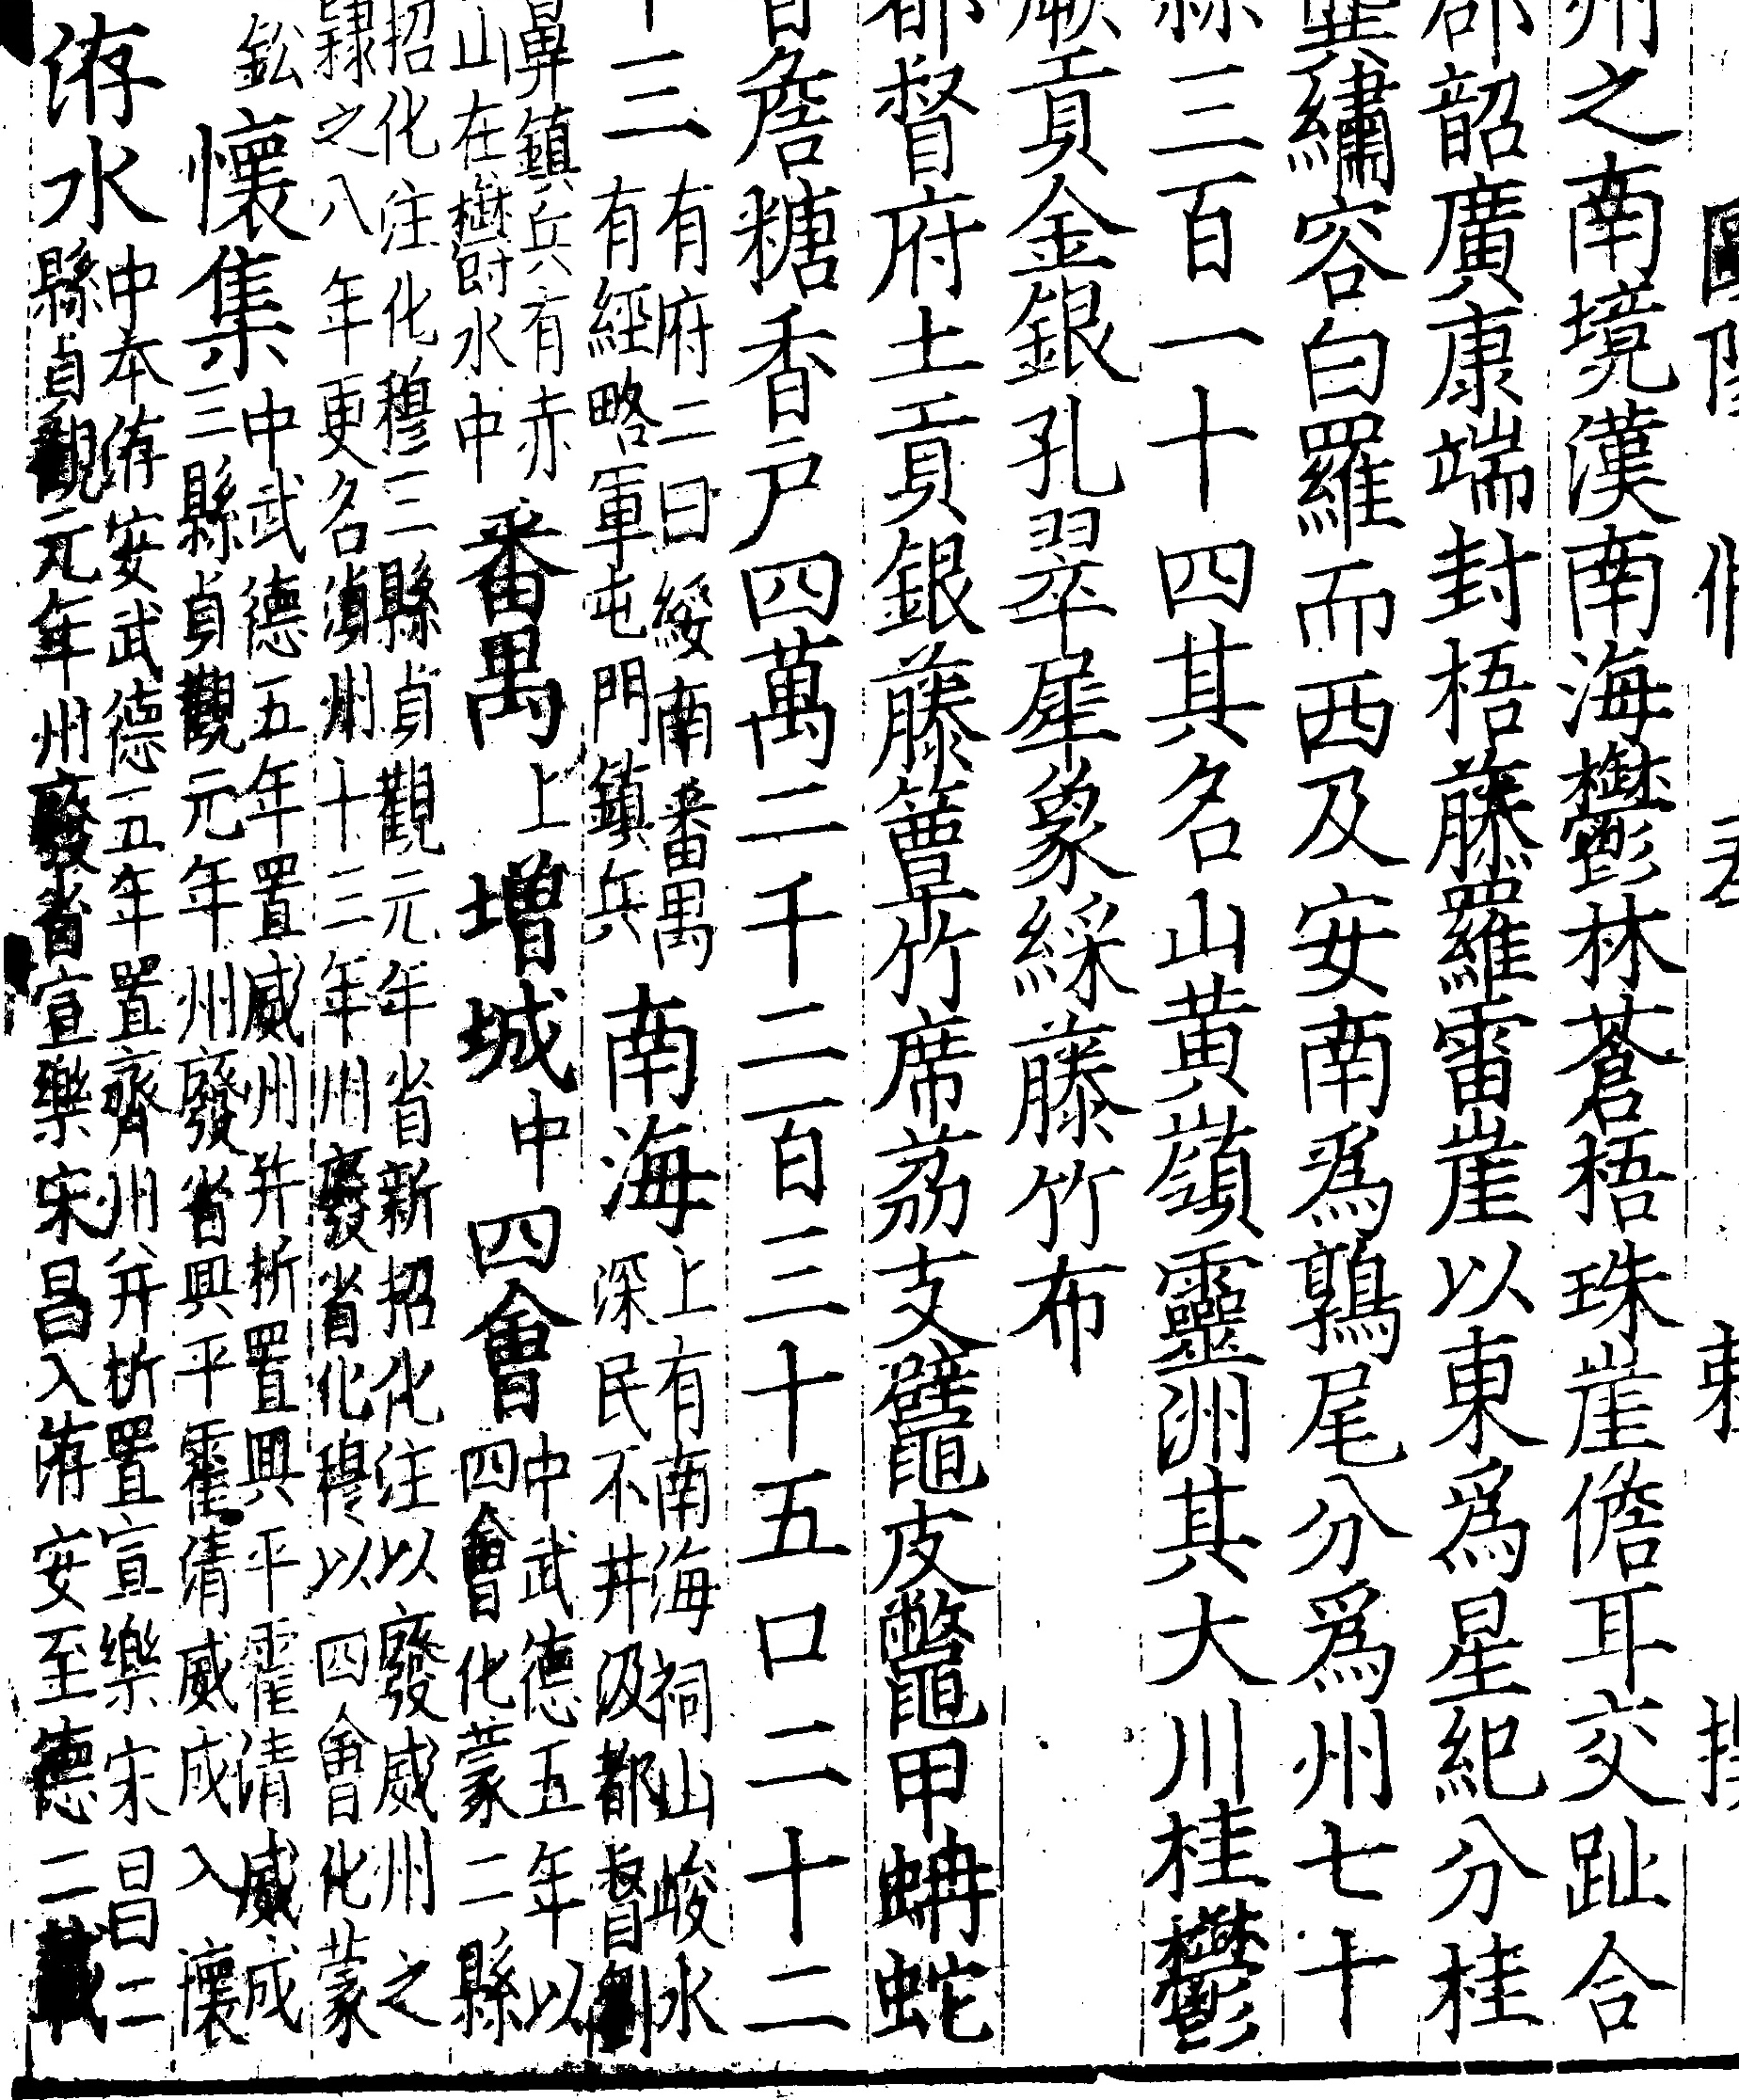 州之南境漢南海鬱林蒼梧珠崖儋耳交趾合
郡韶廣康端封梧藤羅雷崖以東爲星紀分桂
繡容白羅而西及安南爲鶉尾分爲州七十
縣三百一十四其名山黃嶺靈洲其大川桂鬱
厥貢金銀孔翠犀象綵藤竹布
都督府土貢銀藤簟竹席荔支鼊皮鼈甲蚺蛇
詹糖香戶四萬二千二百三十五口二十二
十三
有府二曰綏南番禺
有經略軍屯門鎮兵
南海
上有南海祠山峻水
深民不井汲都督劉
鼻鎮兵有赤
山在鬱水中
番禺上增城中四會
中武德五年以
四會化蒙二縣
招化注化穆三縣貞觀元年省新招化注以廢威州之
隸之八年更名湞州十三年州廢省化穆以四會化蒙
鈆
懷集
中武德五年置威州并析置興平霍清威成
三縣貞觀元年州廢省興平霍清威成入懷
洊水
中本洊安武德五年置齊州并析置宣樂宋昌二
縣貞觀元年州廢省宣樂宋昌入洊安至德二載